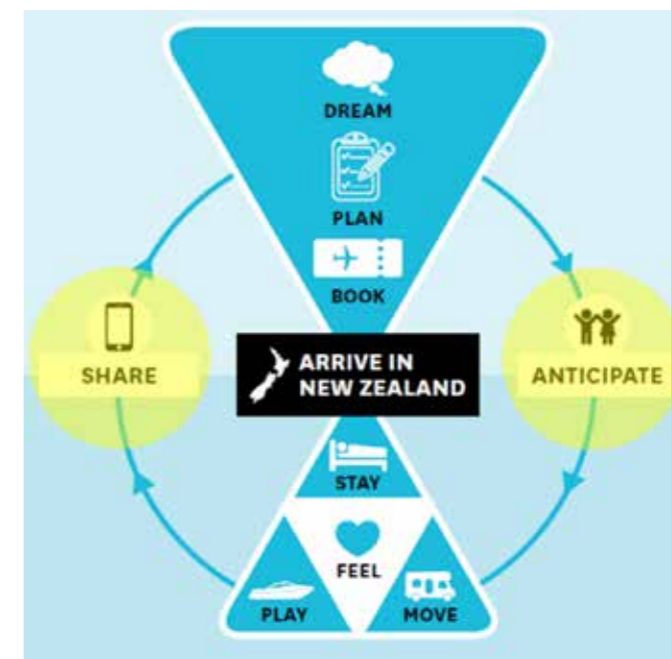 DREAM
PLAN
BOOK
SHARE
ARRIVE IN
NEW ZEALAND
ANTICIPATE
STAY
FEEL
PLAY
MOVE